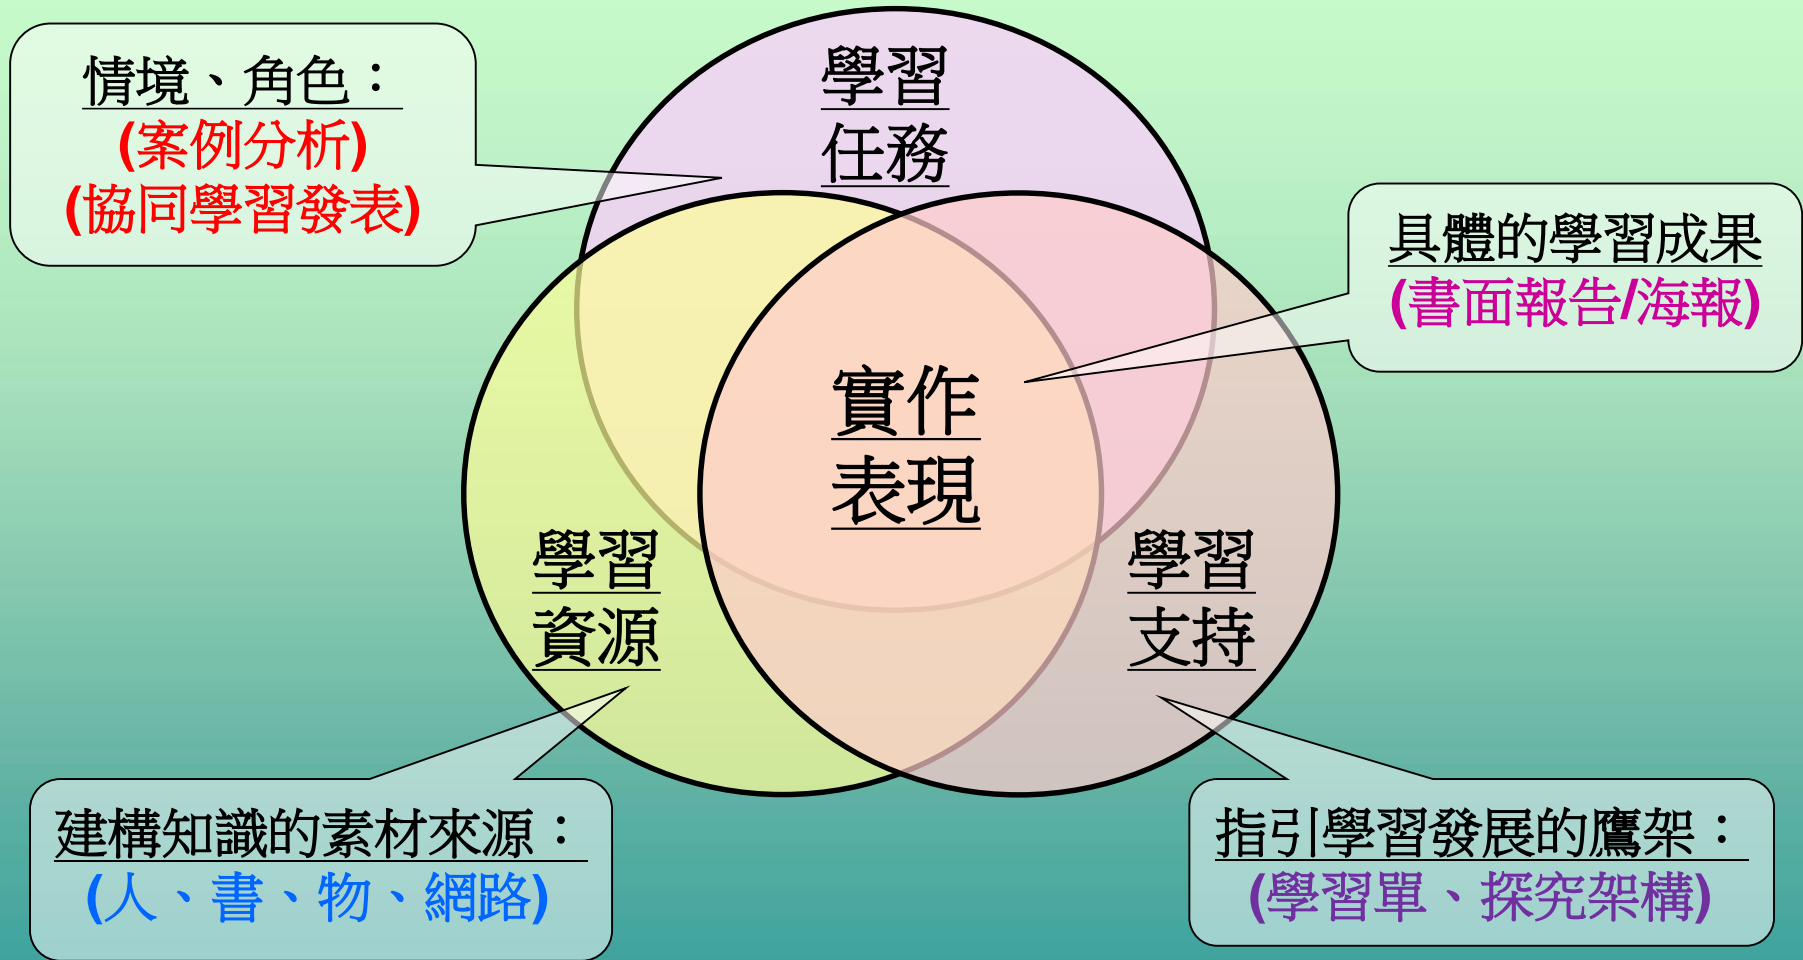 情境、角色：
(案例分析)
(協同學習發表)
學習
任務
具體的學習成果
(書面報告/海報)
實作
表現
學習
資源
學習
支持
建構知識的素材來源：
(人、書、物、網路)
指引學習發展的鷹架：
(學習單、探究架構)